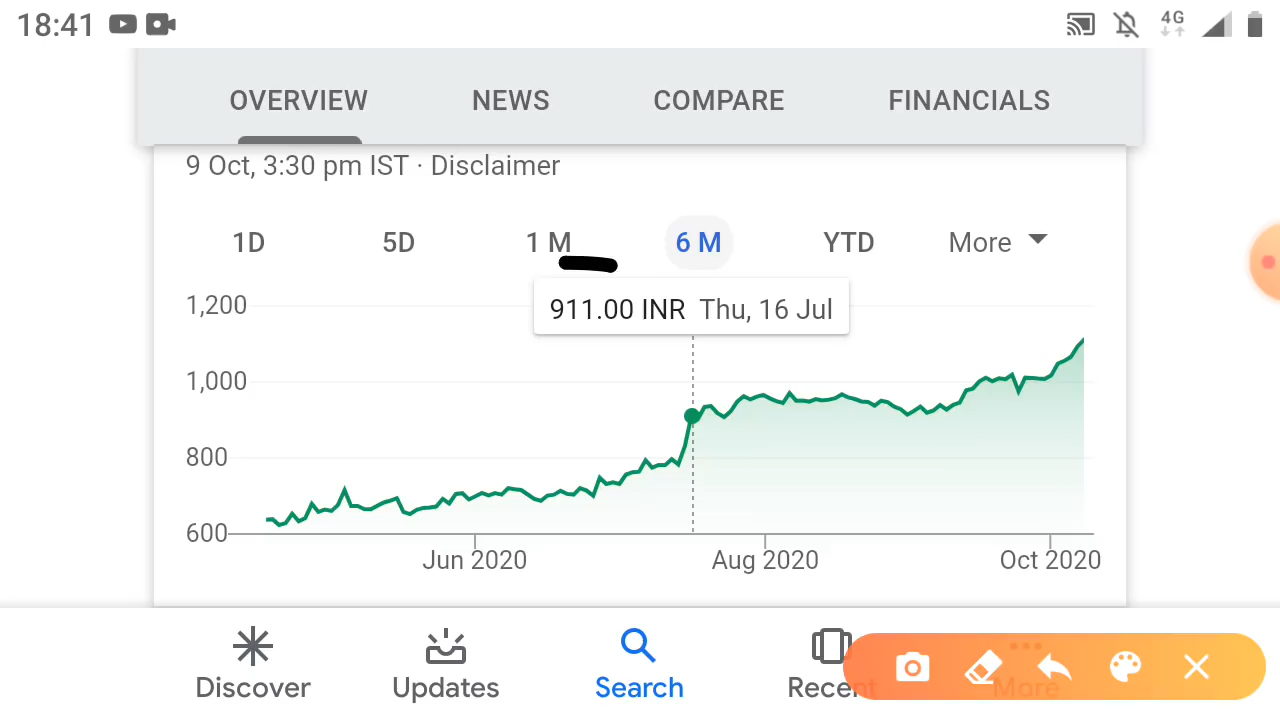 18:41 4G
OVERVIEW NEWS COMPARE FINANCIALS
9 Oct, 3:30 pm IST · Disclaimer
1D 5D 1 M 6 M YTD More
911.00 INR Thu, 16 Jul
1,200
1,000
800
600
Jun 2020 Aug 2020 Oct 2020
Discover Updates Search Recent More